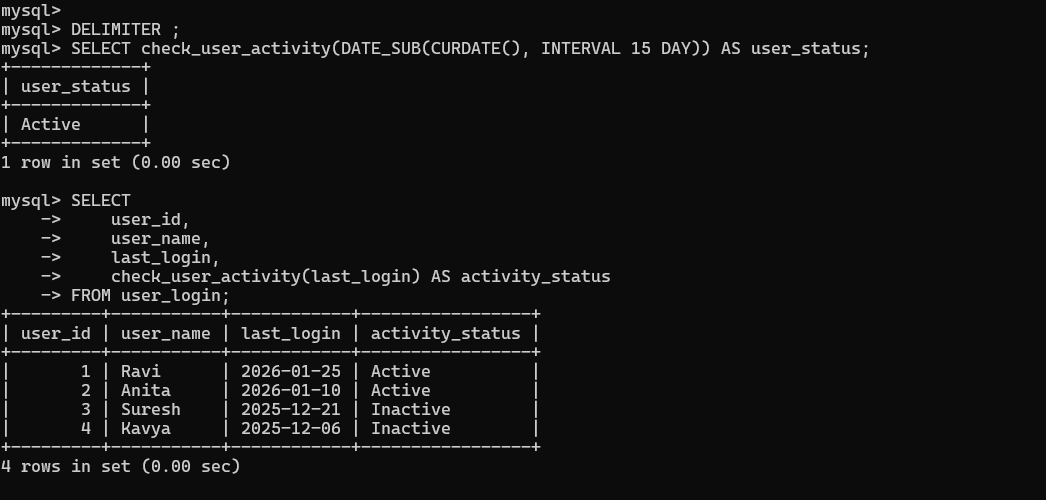 mysql>
mysql> DELIMITER ;
mysql> SELECT check_user_activity(DATE_SUB(CURDATE(), INTERVAL 15 DAY)) AS user_status;
+-------------+
| user_status |
+-------------+
| Active      |
+-------------+
1 row in set (0.00 sec)

mysql> SELECT
    ->     user_id,
    ->     user_name,
    ->     last_login,
    ->     check_user_activity(last_login) AS activity_status
    -> FROM user_login;
+---------+-----------+------------+-----------------+
| user_id | user_name | last_login | activity_status |
+---------+-----------+------------+-----------------+
|       1 | Ravi      | 2026-01-25 | Active          |
|       2 | Anita     | 2026-01-10 | Active          |
|       3 | Suresh    | 2025-12-21 | Inactive        |
|       4 | Kavya     | 2025-12-06 | Inactive        |
+---------+-----------+------------+-----------------+
4 rows in set (0.00 sec)